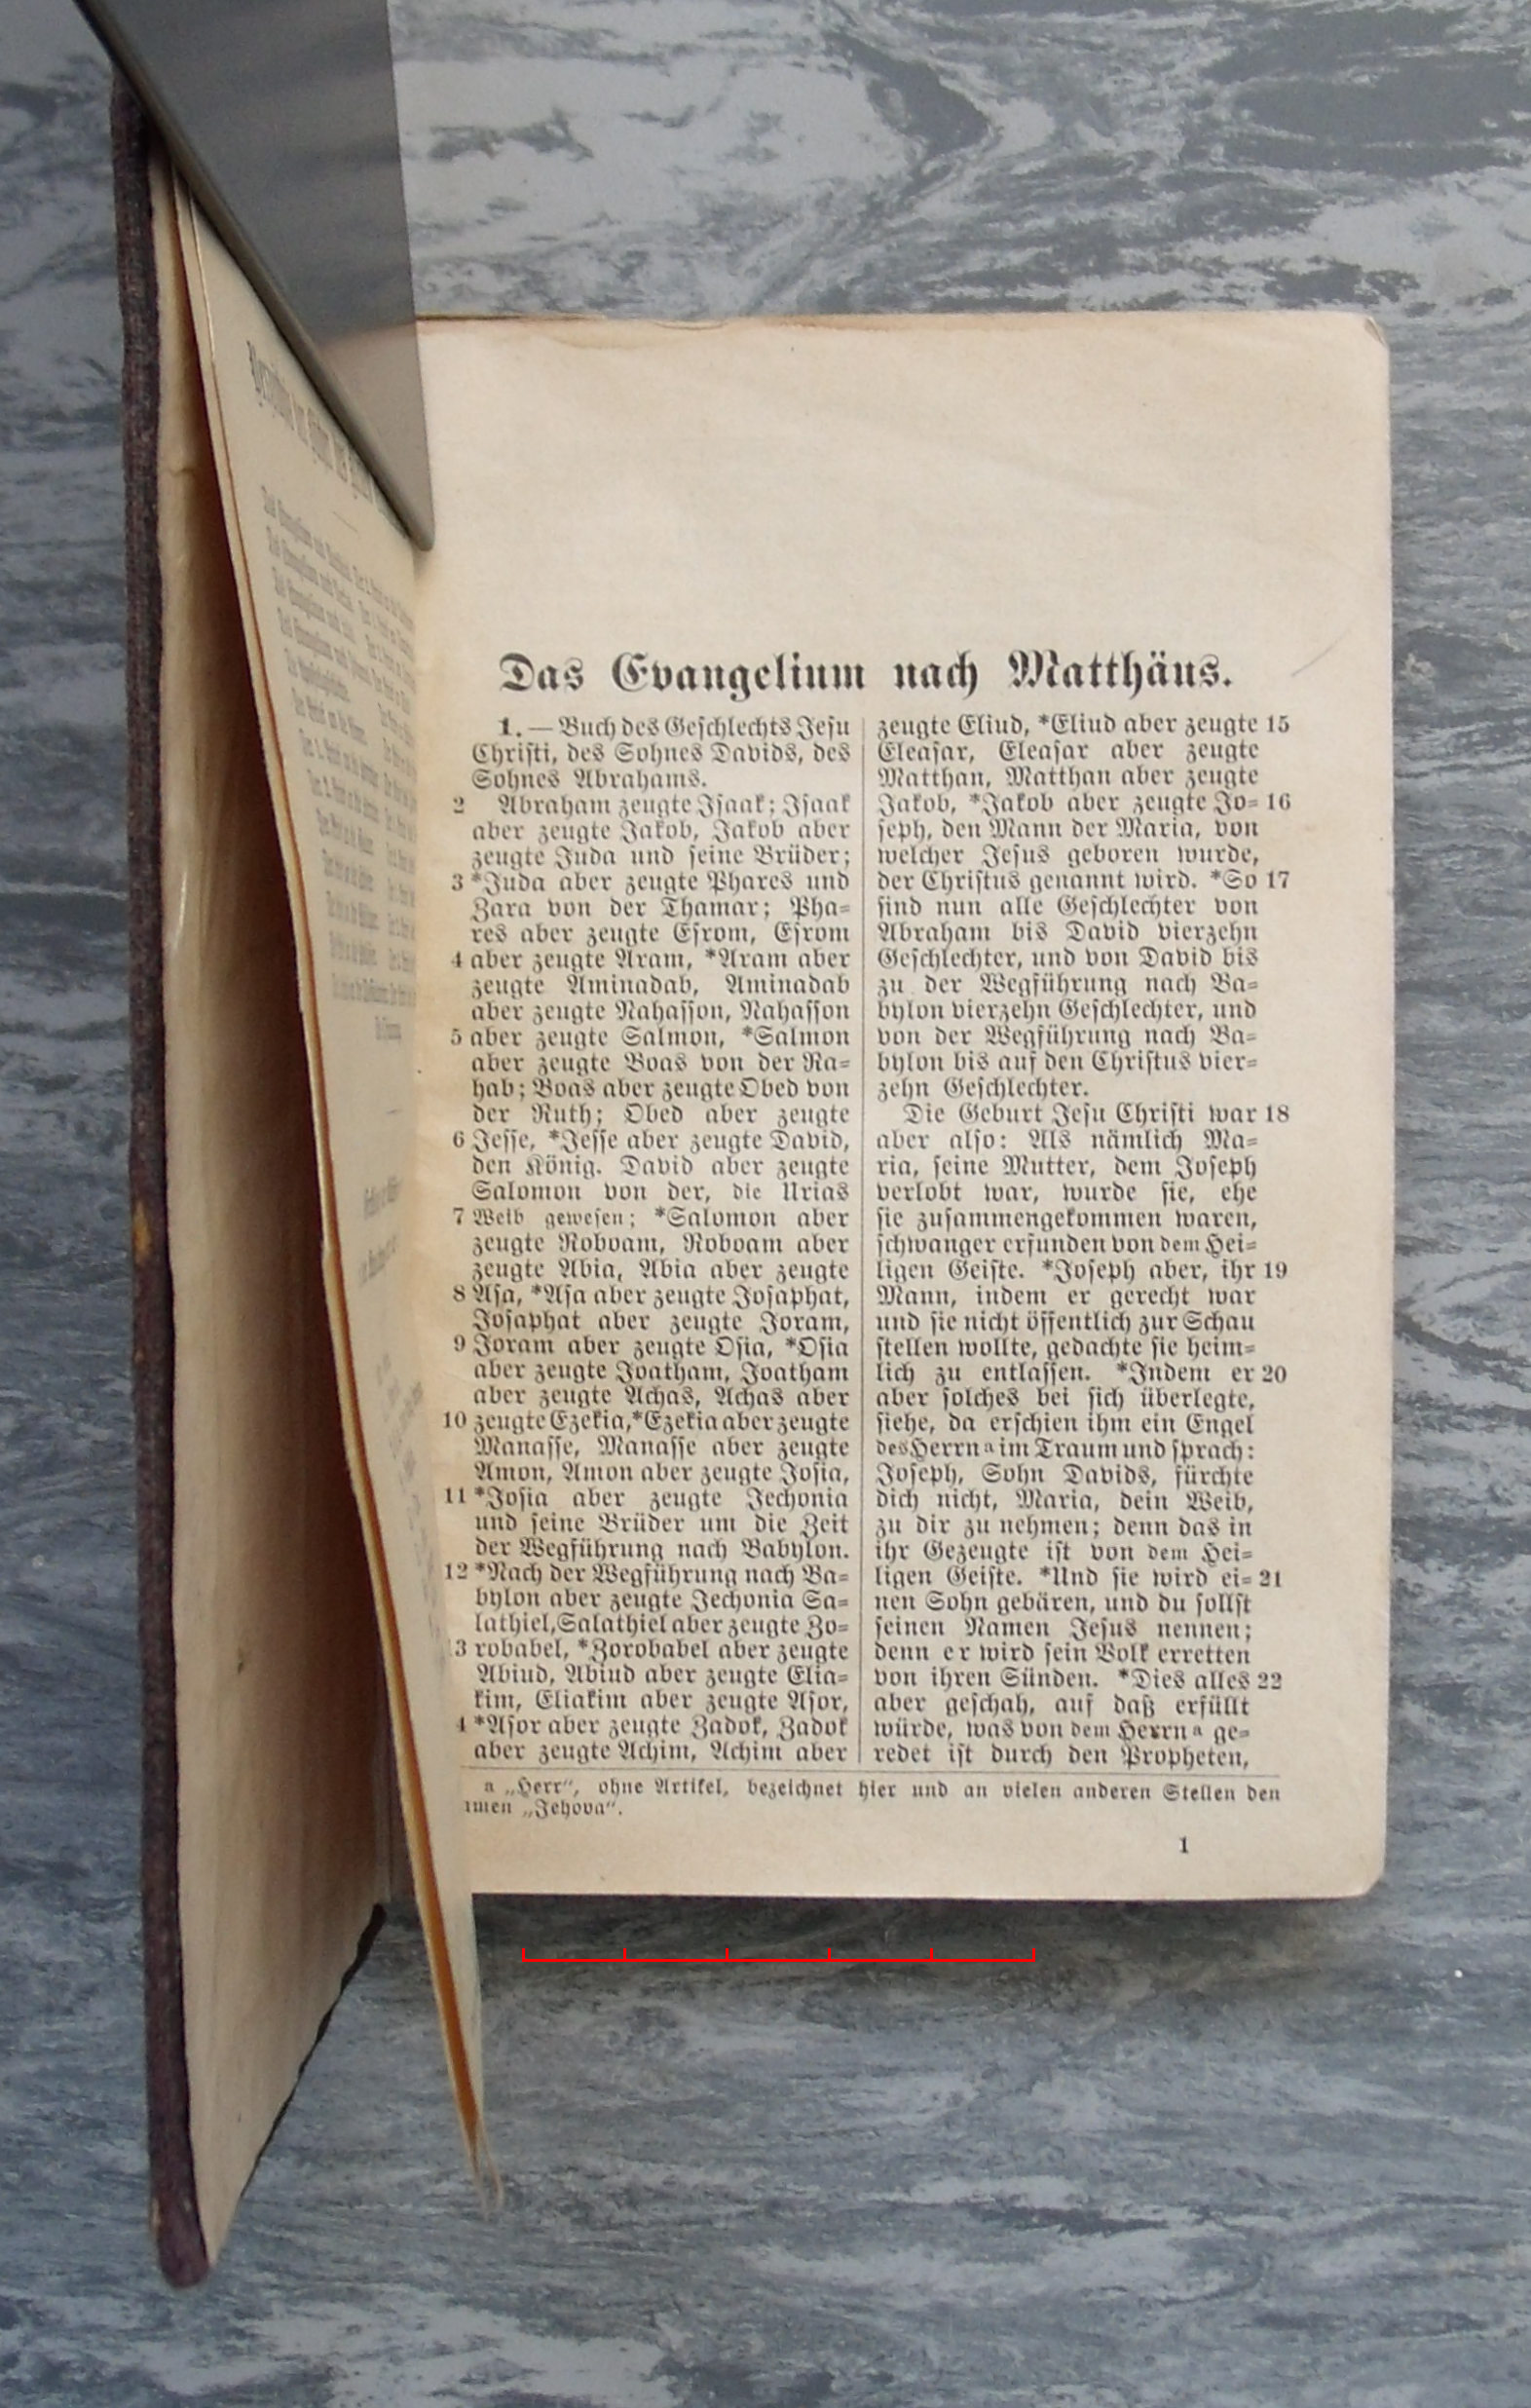 Das Evangelium nach Matthäus.
1. — Buch des Geschlechts Jesu
Christi, des Sohnes Davids, des
Sohnes Abrahams.
2 Abraham zeugte Isaak; Isaak
aber zeugte Jakob, Jakob aber
zeugte Juda und seine Brüder;
3 *Juda aber zeugte Phares und
Zara von der Thamar; Pha-
res aber zeugte Esrom, Esrom
4 aber zeugte Aram, *Aram aber
zeugte Aminadab, Aminadab
aber zeugte Nahasson, Nahasson
5 aber zeugte Salmon, *Salmon
aber zeugte Boas von der Ra-
hab; Boas aber zeugte Obed von
der Ruth; Obed aber zeugte
6 Jesse, *Jesse aber zeugte David,
den König. David aber zeugte
Salomon von der, die Urias
7 Weib gewesen; *Salomon aber
zeugte Roboam, Roboam aber
zeugte Abia, Abia aber zeugte
8 Asa, *Asa aber zeugte Josaphat,
Josaphat aber zeugte Joram,
9 Joram aber zeugte Osia, *Osia
aber zeugte Joatham, Joatham
aber zeugte Achas, Achas aber
10 zeugte Ezekia, *Ezekia aber zeugte
Manasse, Manasse aber zeugte
Amon, Amon aber zeugte Josia,
11 *Josia aber zeugte Jechonia
und seine Brüder um die Zeit
der Wegführung nach Babylon.
12 *Nach der Wegführung nach Ba-
bylon aber zeugte Jechonia Sa-
lathiel, Salathiel aber zeugte Zo-
3 robabel, *Zorobabel aber zeugte
Abiud, Abiud aber zeugte Elia-
kim, Eliakim aber zeugte Asor,
4 *Asor aber zeugte Zadok, Zadok
aber zeugte Achim, Achim aber
zeugte Eliud, *Eliud aber zeugte 15
Eleasar, Eleasar aber zeugte
Matthan, Matthan aber zeugte
Jakob, *Jakob aber zeugte Jo- 16
seph, den Mann der Maria, von
welcher Jesus geboren wurde,
der Christus genannt wird. *So 17
sind nun alle Geschlechter von
Abraham bis David vierzehn
Geschlechter, und von David bis
zu der Wegführung nach Ba-
bylon vierzehn Geschlechter, und
von der Wegführung nach Ba-
bylon bis auf den Christus vier-
zehn Geschlechter.
Die Geburt Jesu Christi war 18
aber also: Als nämlich Ma-
ria, seine Mutter, dem Joseph
verlobt war, wurde sie, ehe
sie zusammengekommen waren,
schwanger erfunden von dem Hei-
ligen Geiste. *Joseph aber, ihr 19
Mann, indem er gerecht war
und sie nicht öffentlich zur Schau
stellen wollte, gedachte sie heim-
lich zu entlassen. *Indem er 20
aber solches bei sich überlegte,
siehe, da erschien ihm ein Engel
des Herrn a im Traum und sprach:
Joseph, Sohn Davids, fürchte
dich nicht, Maria, dein Weib,
zu dir zu nehmen; denn das in
ihr Gezeugte ist von dem Hei-
ligen Geiste. *Und sie wird ei- 21
nen Sohn gebären, und du sollst
seinen Namen Jesus nennen;
denn er wird sein Volk erretten
von ihren Sünden. *Dies alles 22
aber geschah, auf daß erfüllt
würde, was von dem Herrn a ge-
redet ist durch den Propheten,
a „Herr“, ohne Artikel, bezeichnet hier und an vielen anderen Stellen den
„Jehova“.
1